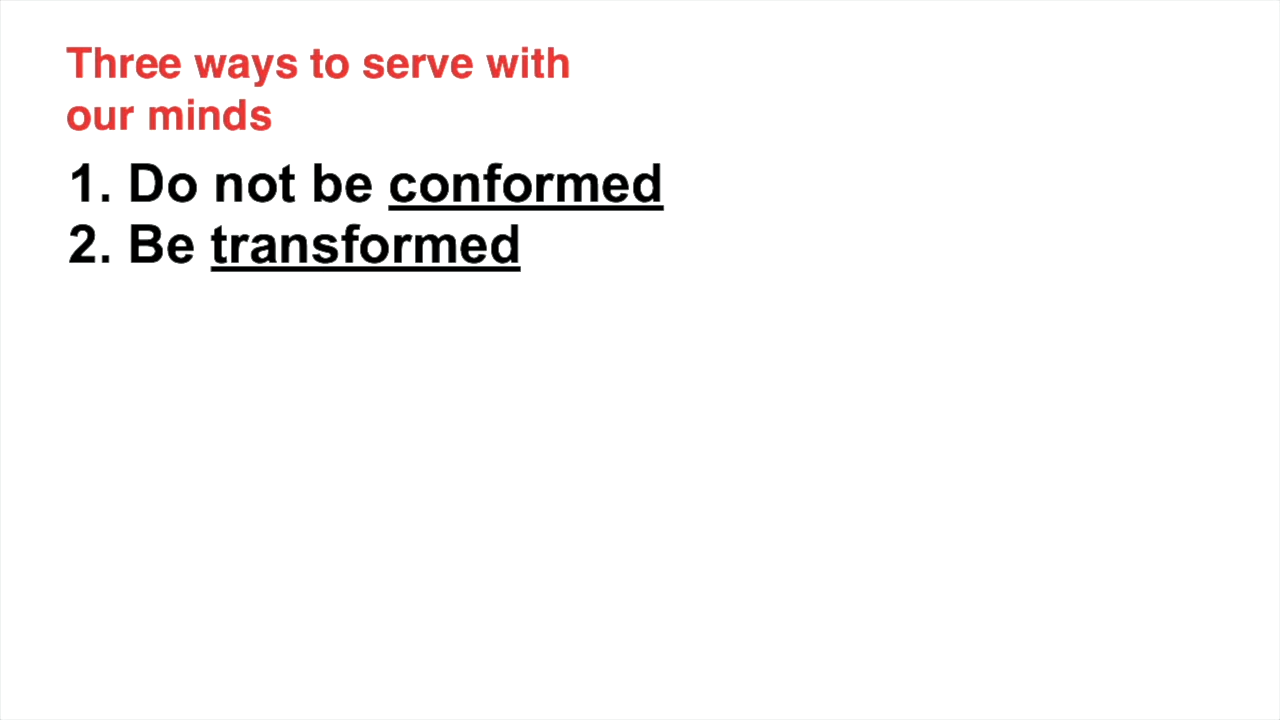 Three ways to serve with
our minds
1. Do not be conformed
2. Be transformed